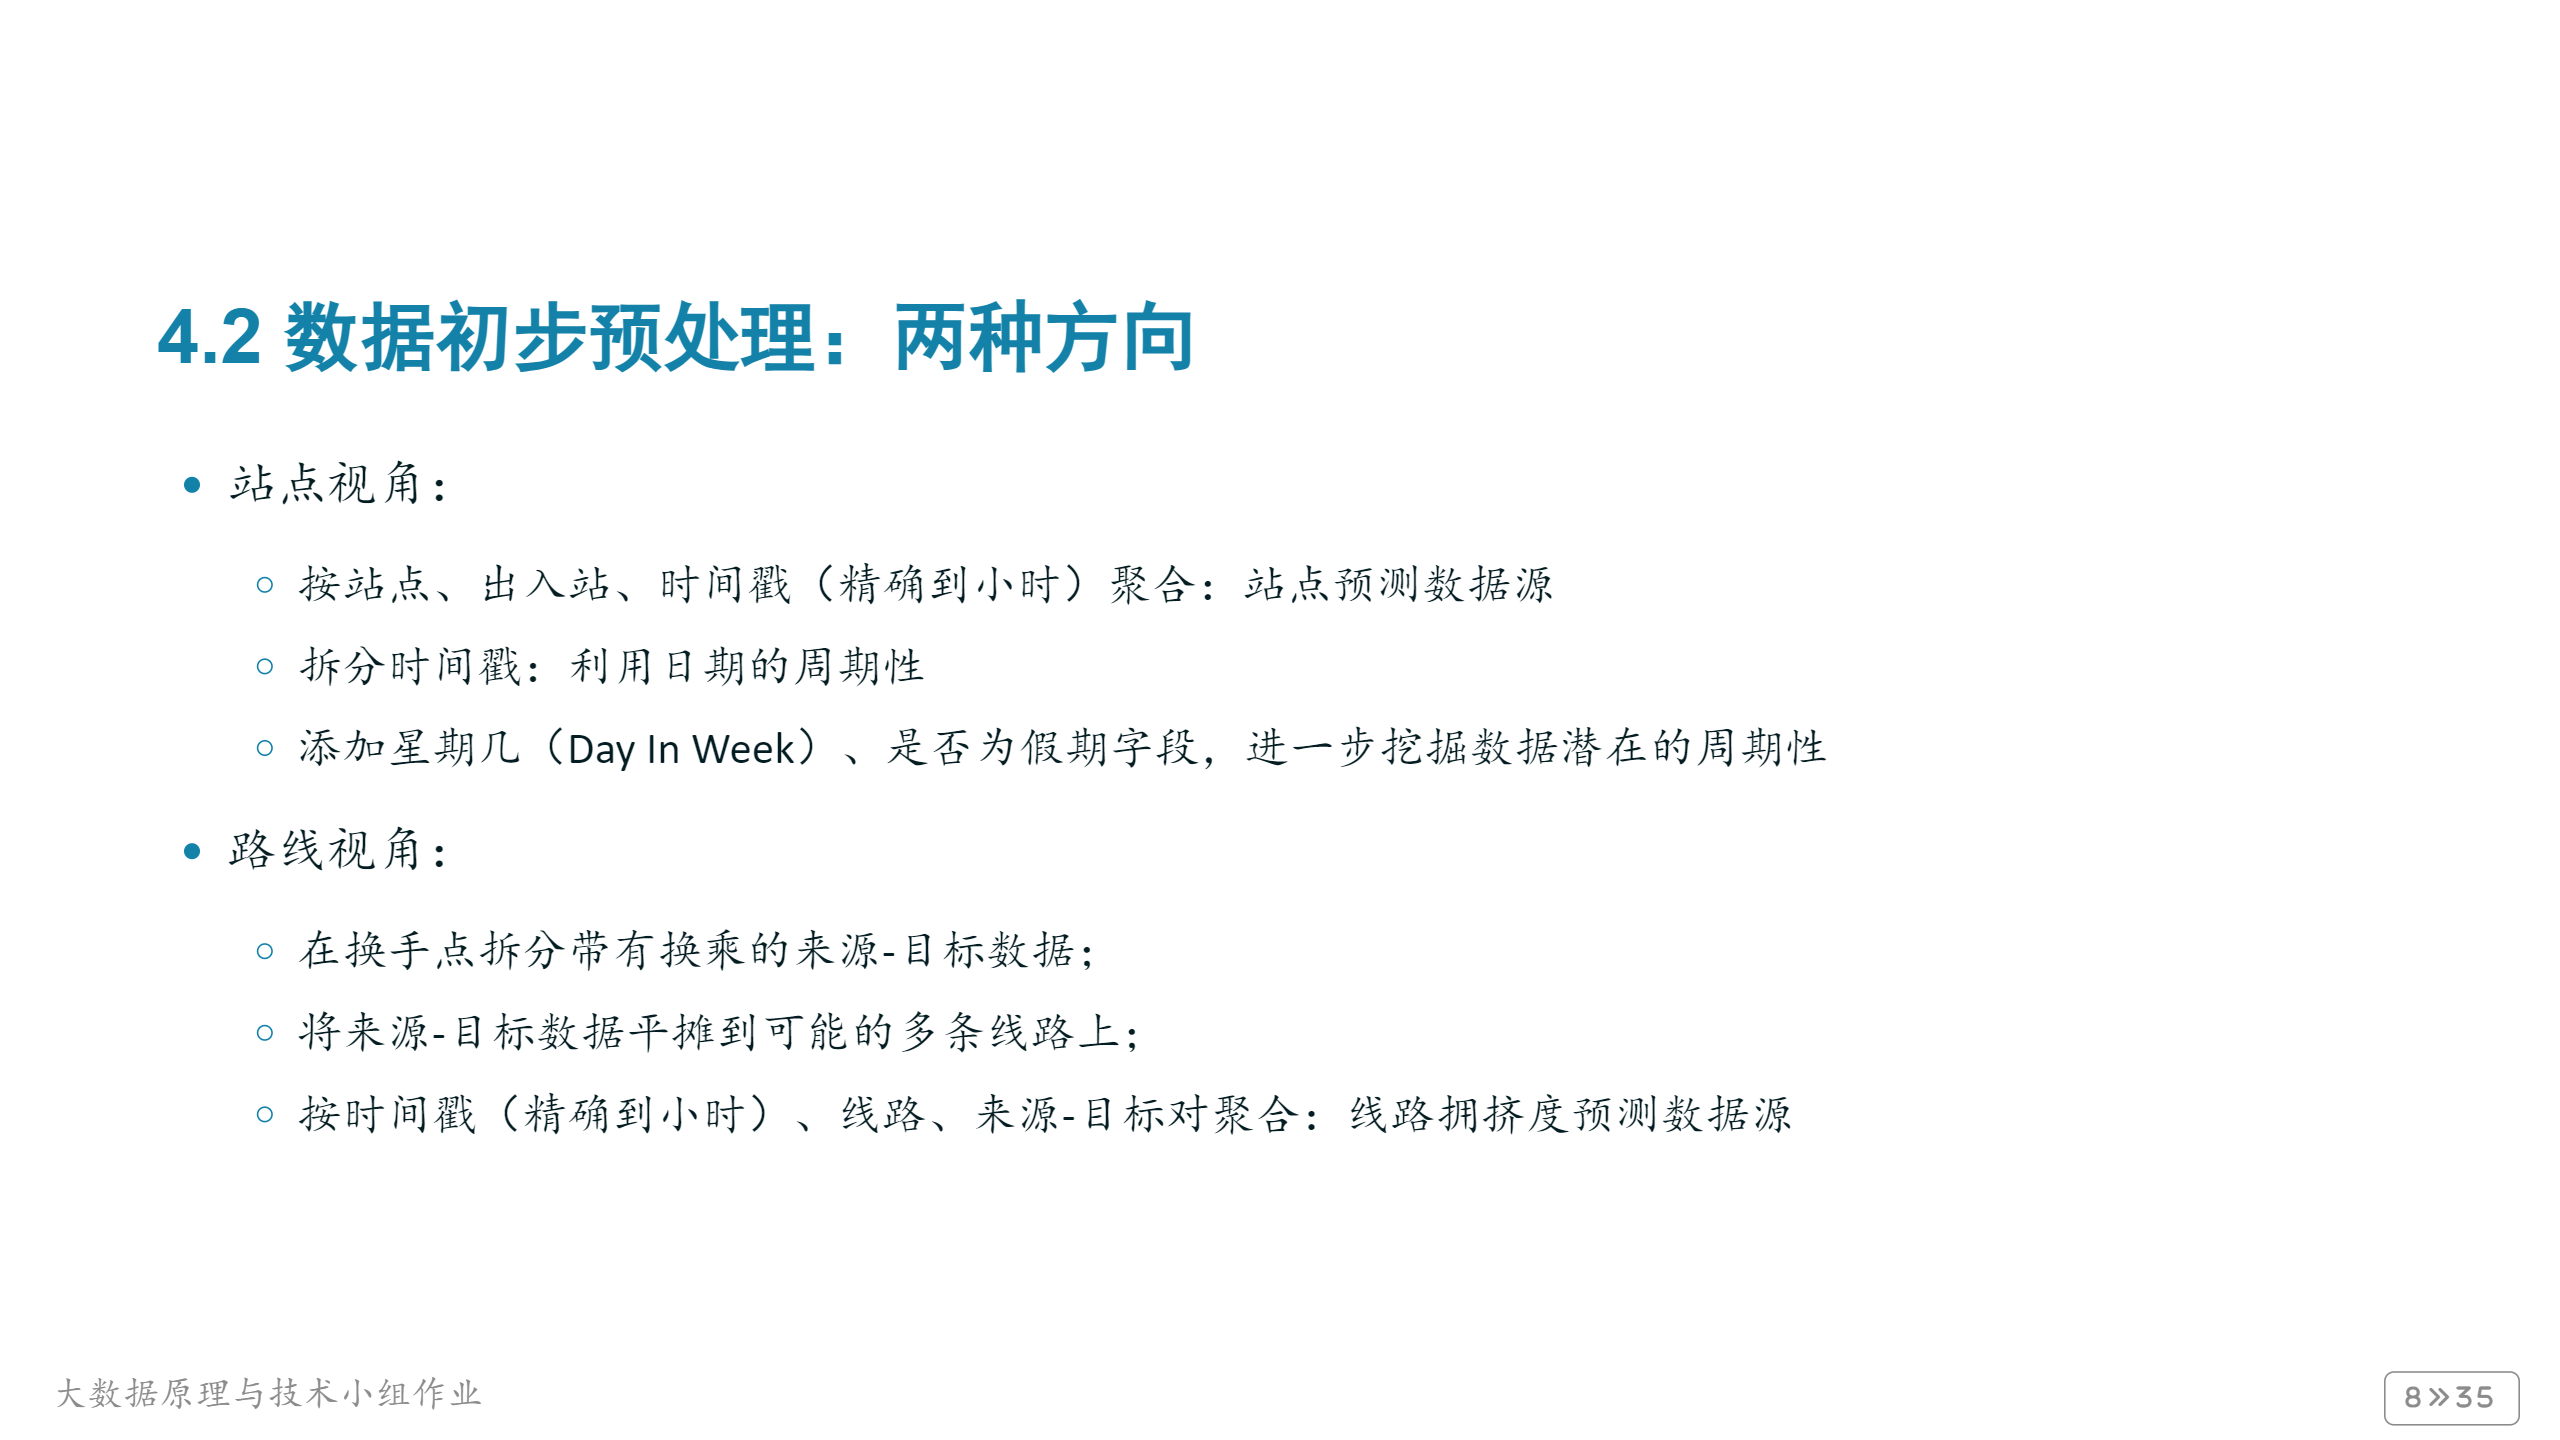 4.2 数据初步预处理：两种方向
站点视角：
按站点、出入站、时间戳（精确到小时）聚合：站点预测数据源
拆分时间戳：利用日期的周期性
添加星期几（Day In Week）、是否为假期字段，进一步挖掘数据潜在的周期性
路线视角：
在换手点拆分带有换乘的来源-目标数据；
将来源-目标数据平摊到可能的多条线路上；
按时间戳（精确到小时）、线路、来源-目标对聚合：线路拥挤度预测数据源
大数据原理与技术小组作业
8»35